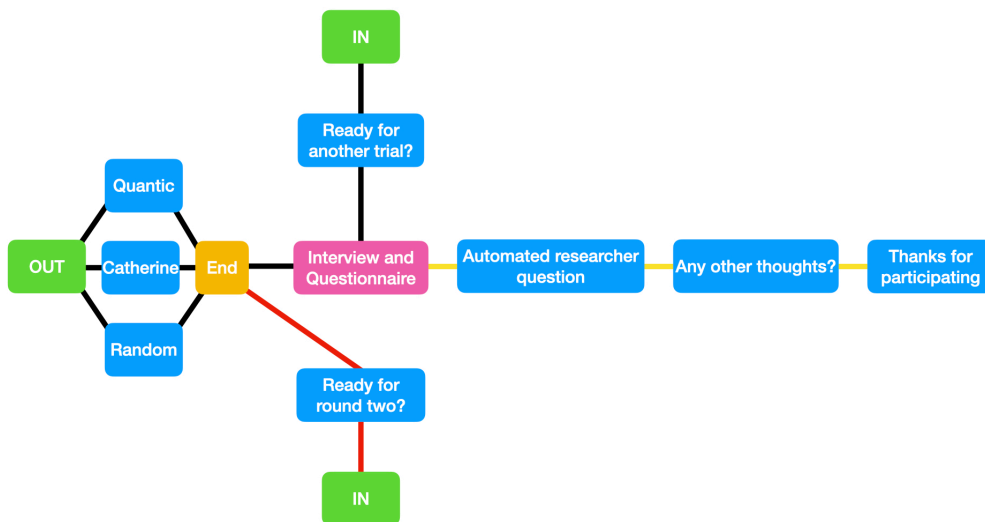 IN
Ready for
another trial?
Quantic
OUT
Catherine
End
Interview and
Questionnaire
Automated researcher
question
Any other thoughts?
Thanks for
participating
Random
Ready for
round two?
IN